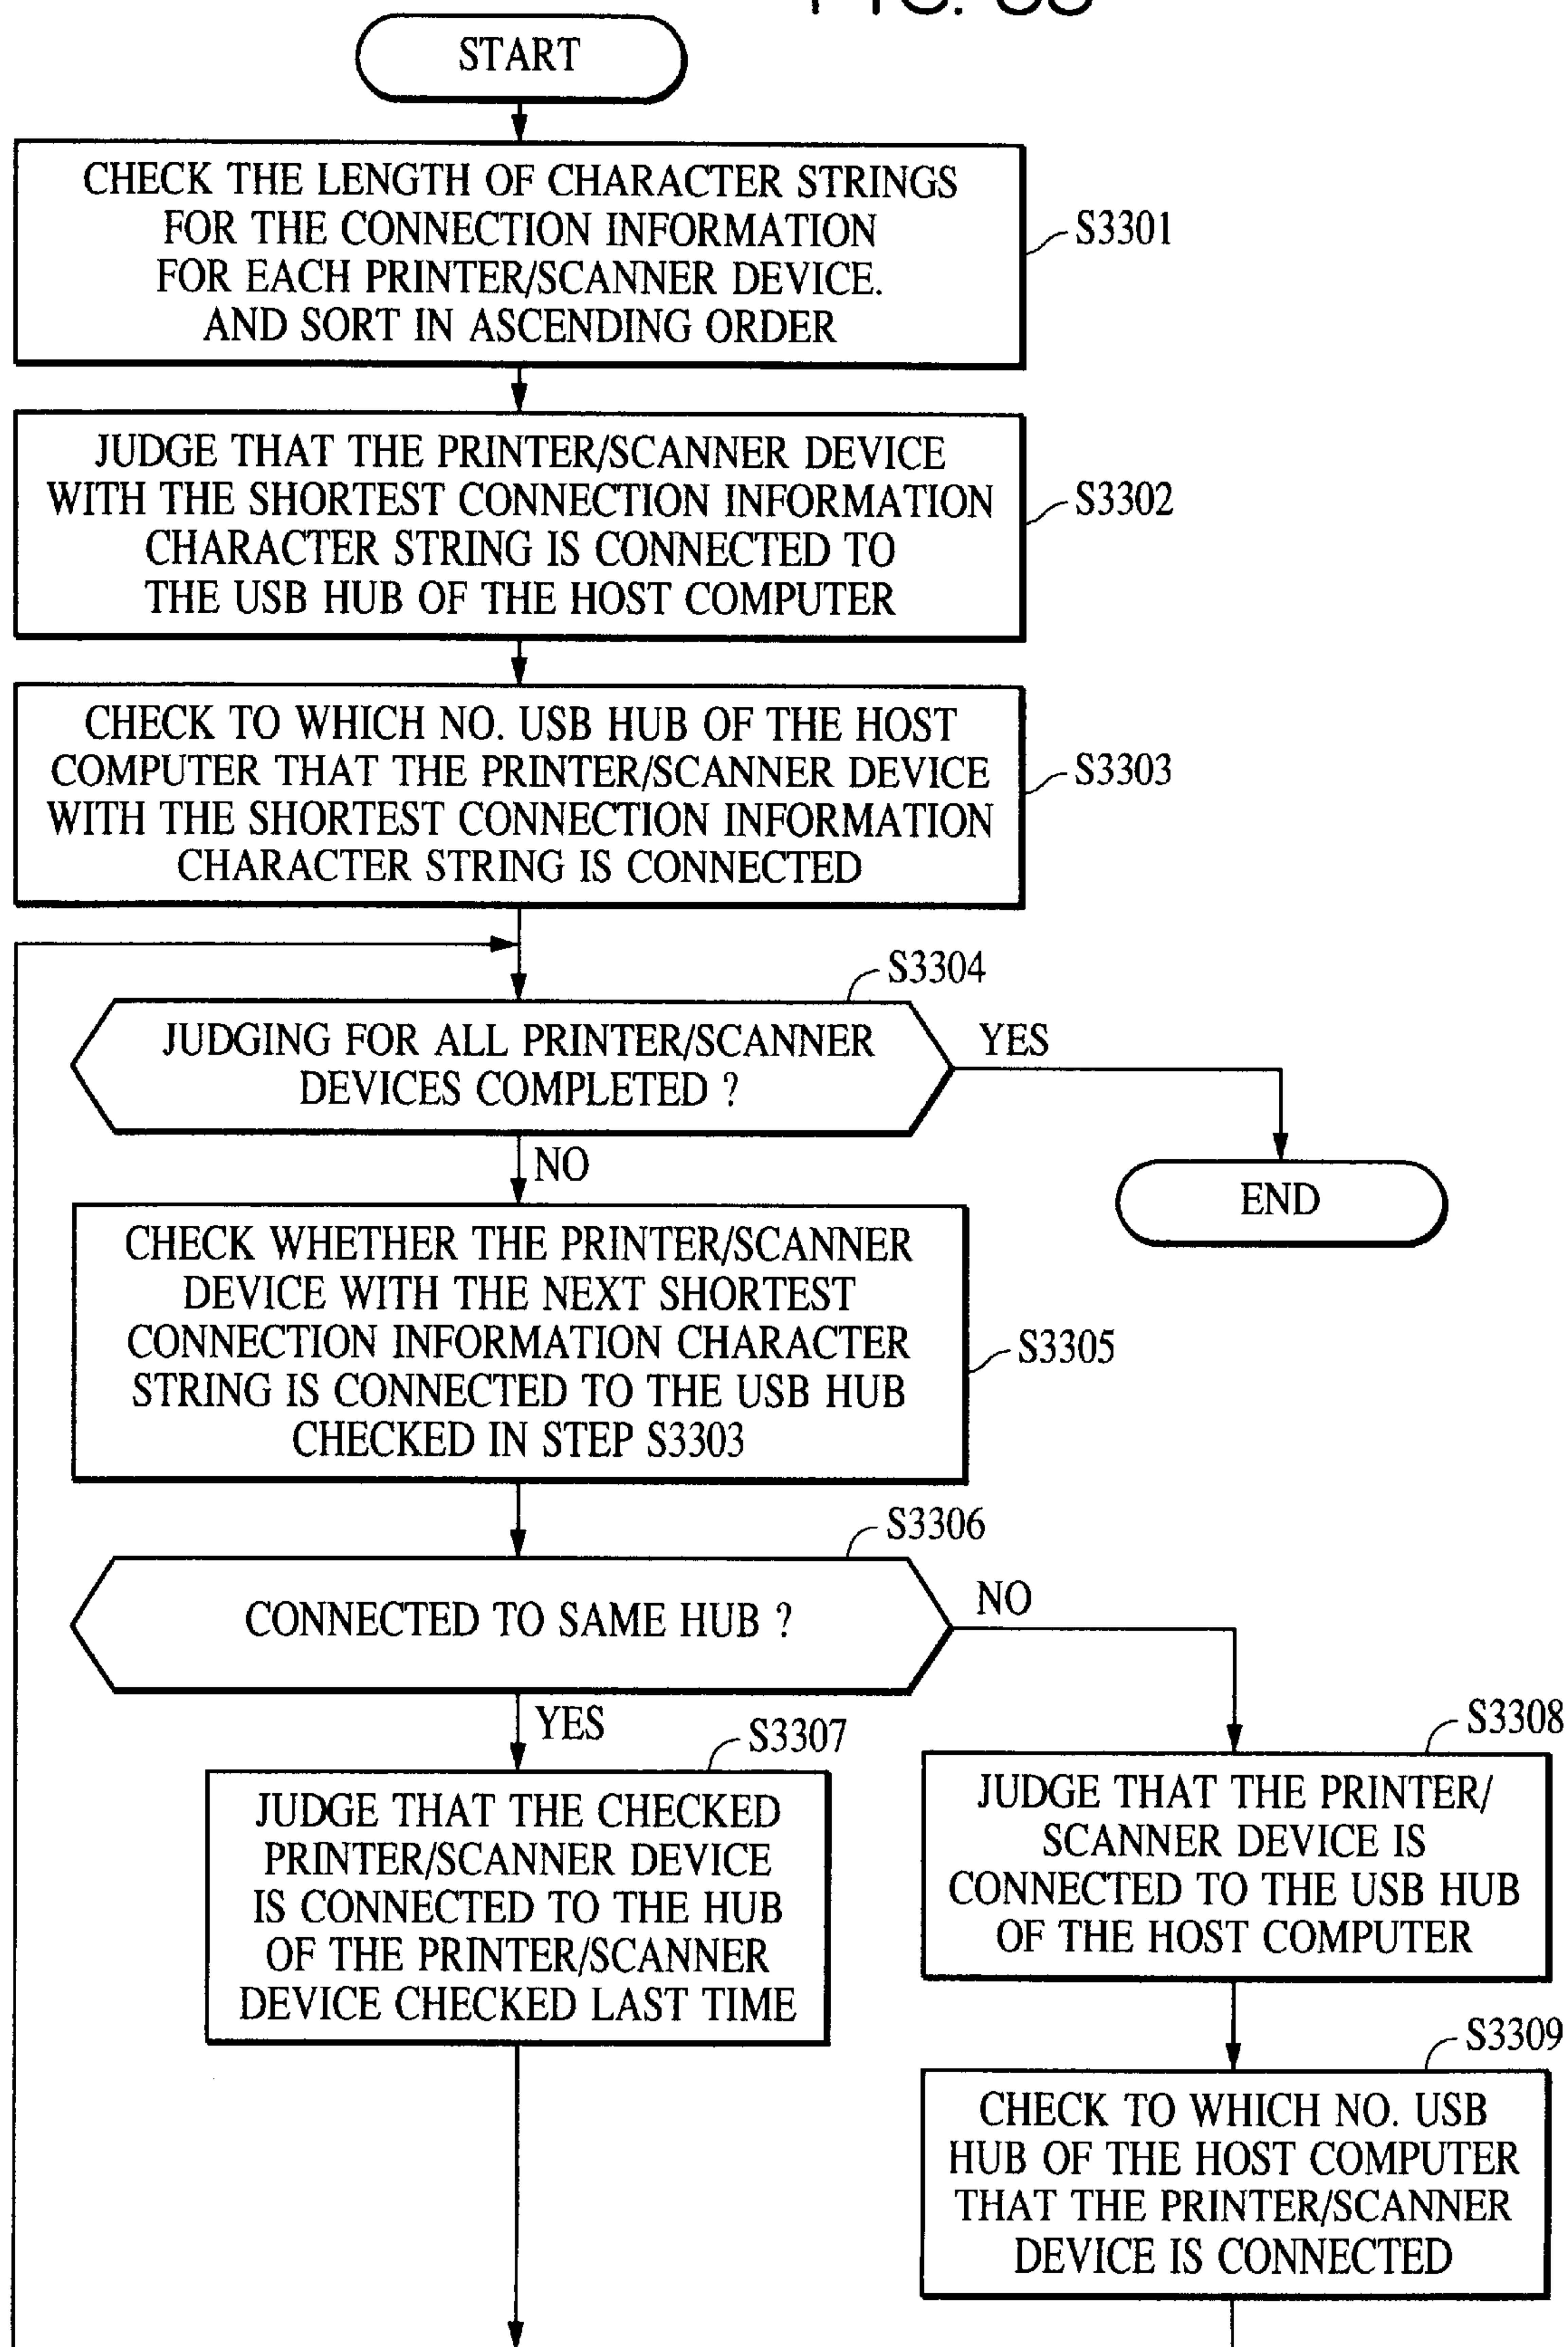 START
CHECK THE LENGTH OF CHARACTER STRINGS
FOR THE CONNECTION INFORMATION
FOR EACH PRINTER/SCANNER DEVICE.
AND SORT IN ASCENDING ORDER
S3301
JUDGE THAT THE PRINTER/SCANNER DEVICE
WITH THE SHORTEST CONNECTION INFORMATION
CHARACTER STRING IS CONNECTED TO
THE USB HUB OF THE HOST COMPUTER
S3302
CHECK TO WHICH NO. USB HUB OF THE HOST
COMPUTER THAT THE PRINTER/SCANNER DEVICE
WITH THE SHORTEST CONNECTION INFORMATION
CHARACTER STRING IS CONNECTED
S3303
S3304
JUDGING FOR ALL PRINTER/SCANNER
DEVICES COMPLETED ?
YES
NO
END
CHECK WHETHER THE PRINTER/SCANNER
DEVICE WITH THE NEXT SHORTEST
CONNECTION INFORMATION CHARACTER
STRING IS CONNECTED TO THE USB HUB
CHECKED IN STEP S3303
S3305
S3306
CONNECTED TO SAME HUB ?
NO
YES
S3307
JUDGE THAT THE CHECKED
PRINTER/SCANNER DEVICE
IS CONNECTED TO THE HUB
OF THE PRINTER/SCANNER
DEVICE CHECKED LAST TIME
S3308
JUDGE THAT THE PRINTER/
SCANNER DEVICE IS
CONNECTED TO THE USB HUB
OF THE HOST COMPUTER
S3309
CHECK TO WHICH NO. USB
HUB OF THE HOST COMPUTER
THAT THE PRINTER/SCANNER
DEVICE IS CONNECTED